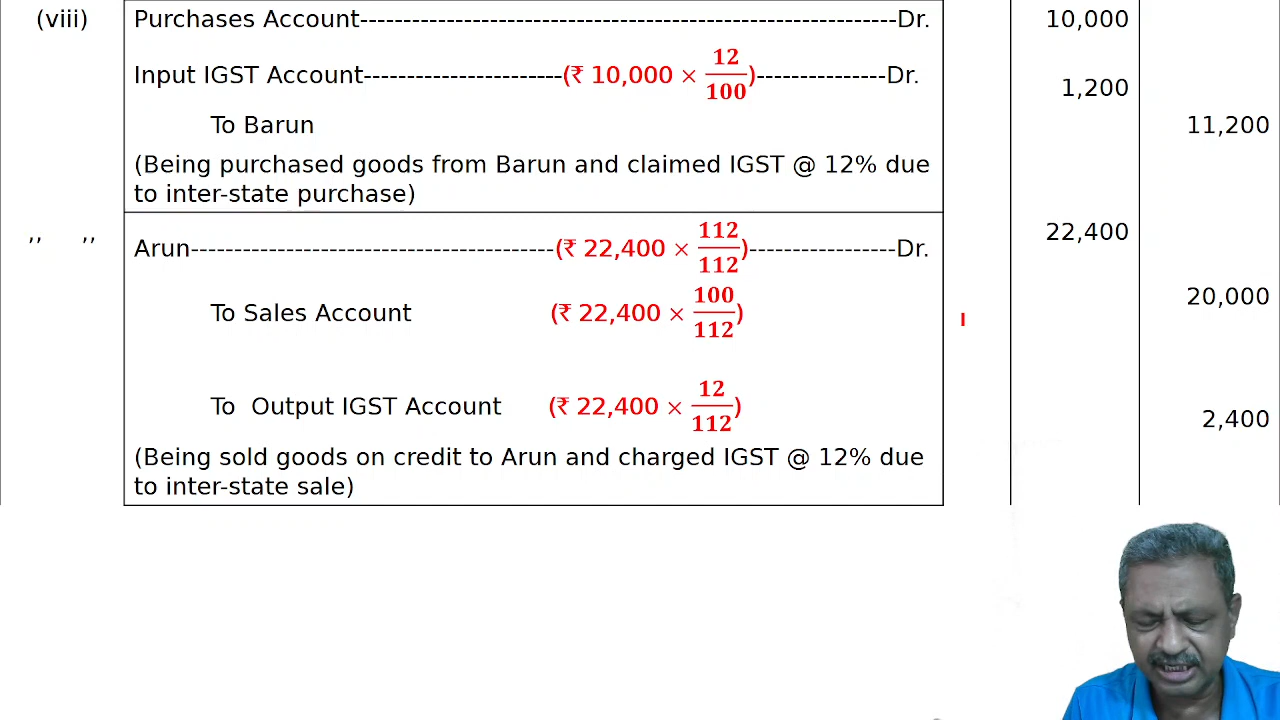 (viii) Purchases Account--------------------------------------------------------------Dr. 10,000
Input IGST Account-----------------------(₹ 10,000 × 12/100)---------------Dr. 1,200
To Barun 11,200
(Being purchased goods from Barun and claimed IGST @ 12% due
to inter-state purchase)
,, ,, Arun------------------------------------------(₹ 22,400 × 112/112)-----------------Dr. 22,400
To Sales Account (₹ 22,400 × 100/112) 20,000
To Output IGST Account (₹ 22,400 × 12/112) 2,400
(Being sold goods on credit to Arun and charged IGST @ 12% due
to inter-state sale)